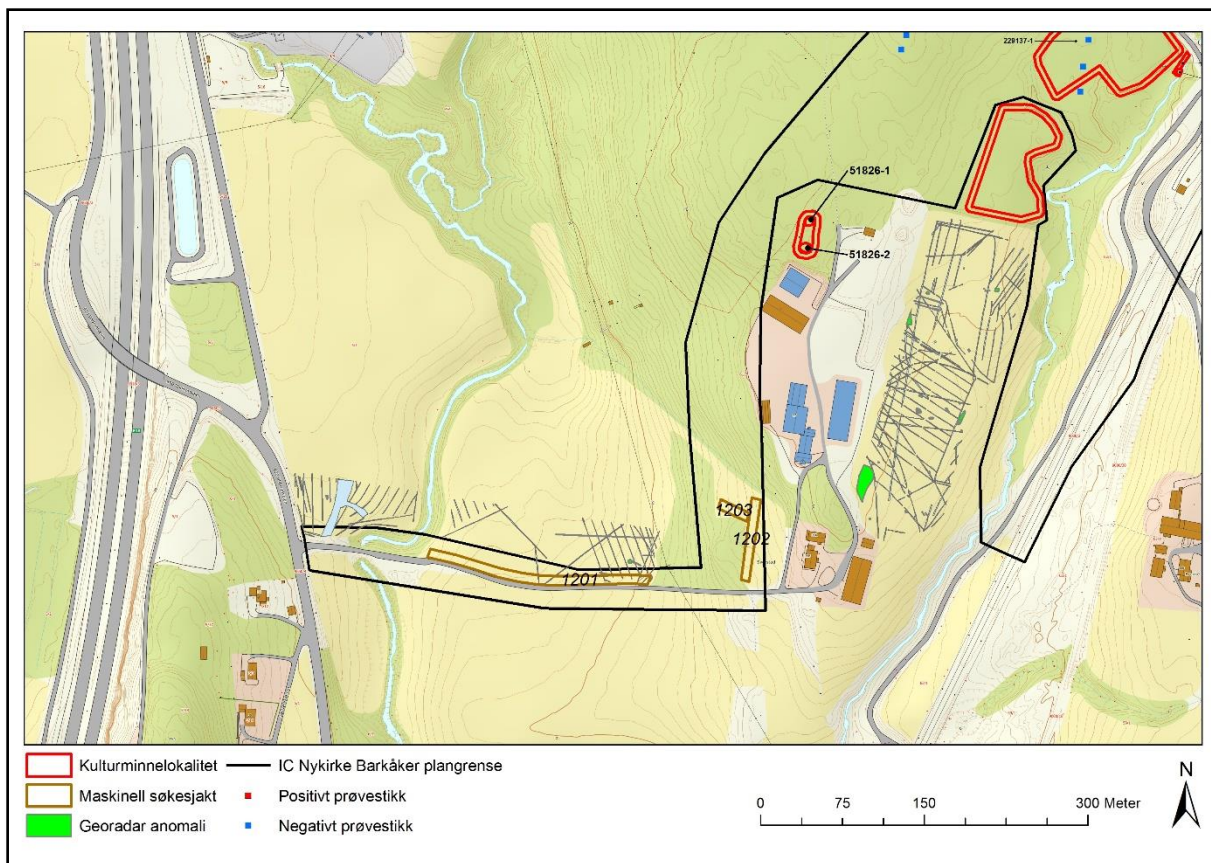 229137-1
51826-1
51826-2
1203
1202
1201
Kulturminnelokalitet
IC Nykirke Barkåker plangrense
Maskinell søkesjakt
Positivt prøvestikk
Georadar anomali
Negativt prøvestikk
0 75 150 300 Meter
N